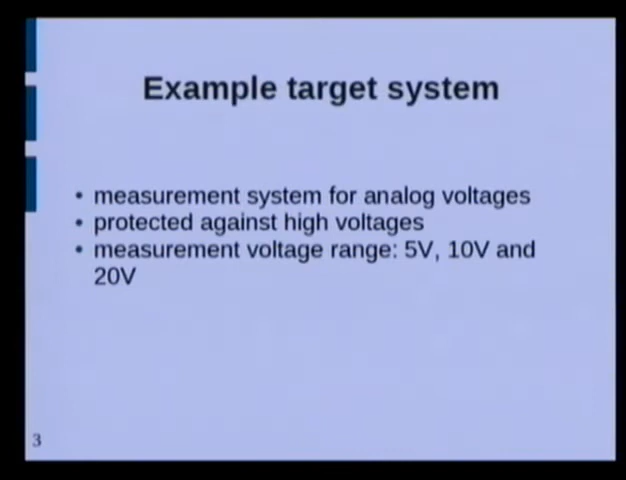 Example target system
• measurement system for analog voltages
• protected against high voltages
• measurement voltage range: 5V, 10V and
20V
3